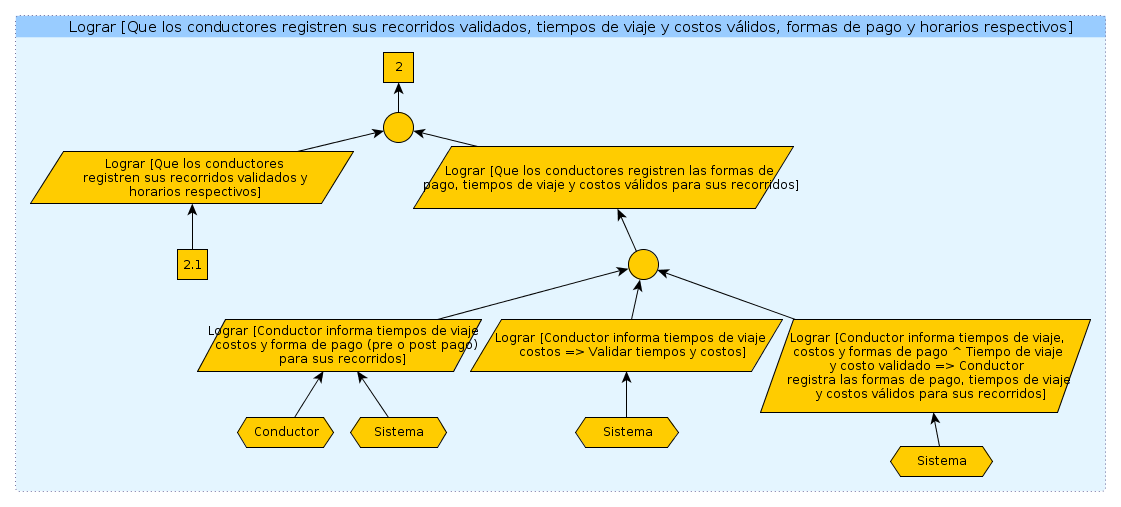 Lograr [Que los conductores registren sus recorridos validados, tiempos de viaje y costos válidos, formas de pago y horarios respectivos]
2
Lograr [Que los conductores
registren sus recorridos validados y
horarios respectivos]
Lograr [Que los conductores registren las formas de
pago, tiempos de viaje y costos válidos para sus recorridos]
2.1
Lograr [Conductor informa tiempos de viaje
costos y forma de pago (pre o post pago)
para sus recorridos]
Lograr [Conductor informa tiempos de viaje
costos => Validar tiempos y costos]
Lograr [Conductor informa tiempos de viaje,
costos y formas de pago ^ Tiempo de viaje
y costo validado => Conductor
registra las formas de pago, tiempos de viaje
y costos válidos para sus recorridos]
Conductor
Sistema
Sistema
Sistema